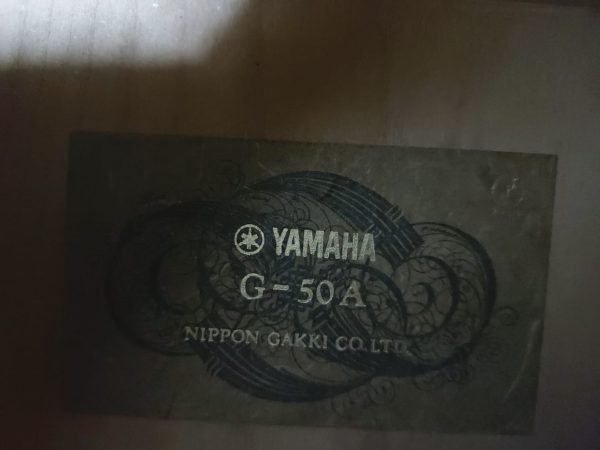 YAMAHA
G-50A
NIPPON GAKKI CO. LTD.